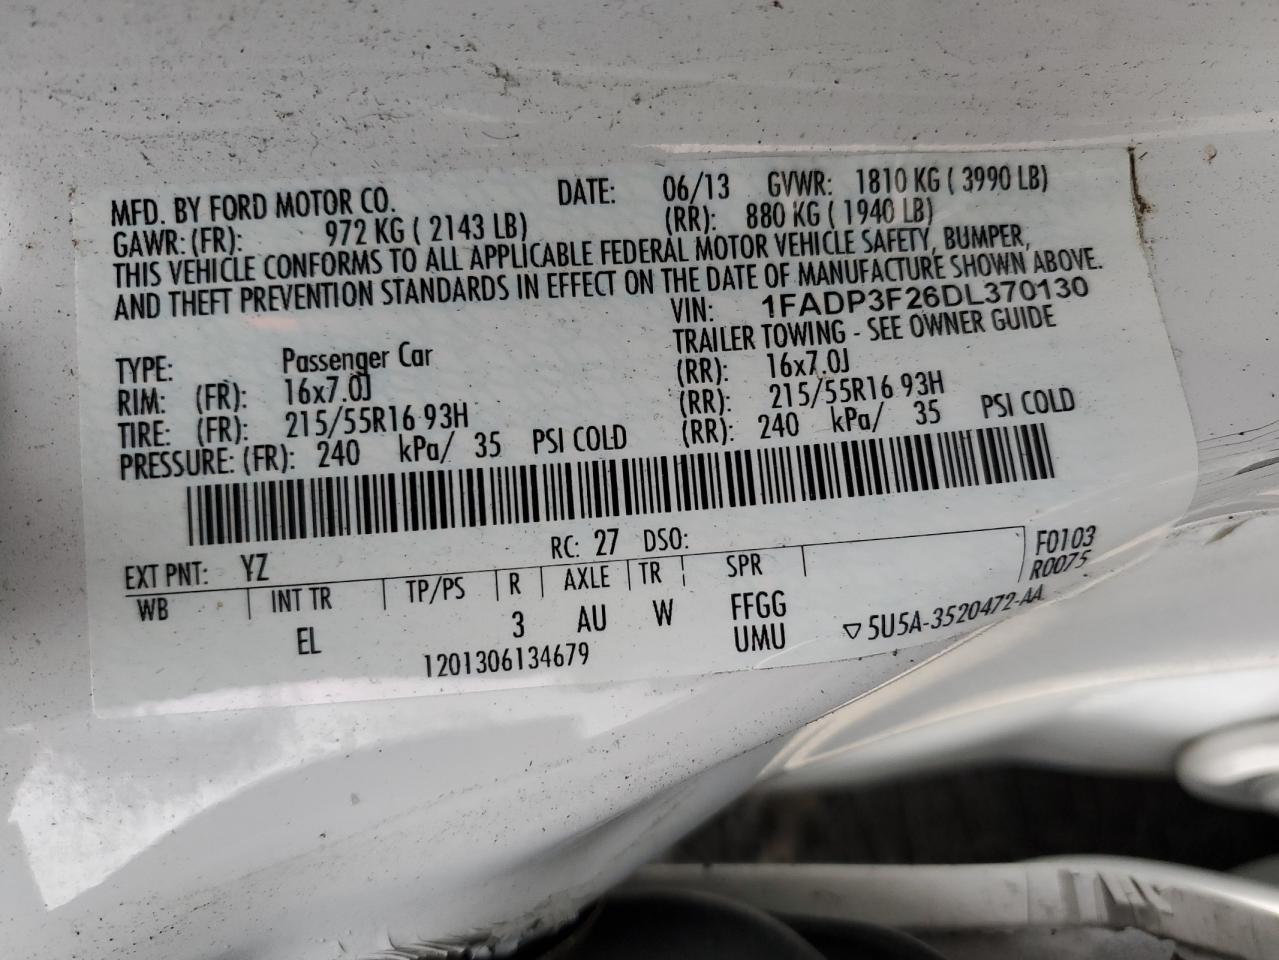 MFD. BY FORD MOTOR CO. DATE: 06/13 GVWR: 1810 KG ( 3990 LB)
GAWR: (FR): 972 KG ( 2143 LB) (RR): 880 KG ( 1940 LB)
THIS VEHICLE CONFORMS TO ALL APPLICABLE FEDERAL MOTOR VEHICLE SAFETY, BUMPER,
AND THEFT PREVENTION STANDARDS IN EFFECT ON THE DATE OF MANUFACTURE SHOWN ABOVE.
VIN: 1FADP3F26DL370130
TYPE: Passenger Car TRAILER TOWING - SEE OWNER GUIDE
RIM: (FR): 16x7.0J (RR): 16x7.0J
TIRE: (FR): 215/55R16 93H (RR): 215/55R16 93H
PRESSURE: (FR): 240 kPa/ 35 PSI COLD (RR): 240 kPa/ 35 PSI COLD
EXT PNT: YZ RC: 27 DSO: F0103
WB INT TR TP/PS R AXLE TR SPR R0075
EL 3 AU W FFGG
UMU ▽ 5U5A-3520472-AA
1201306134679